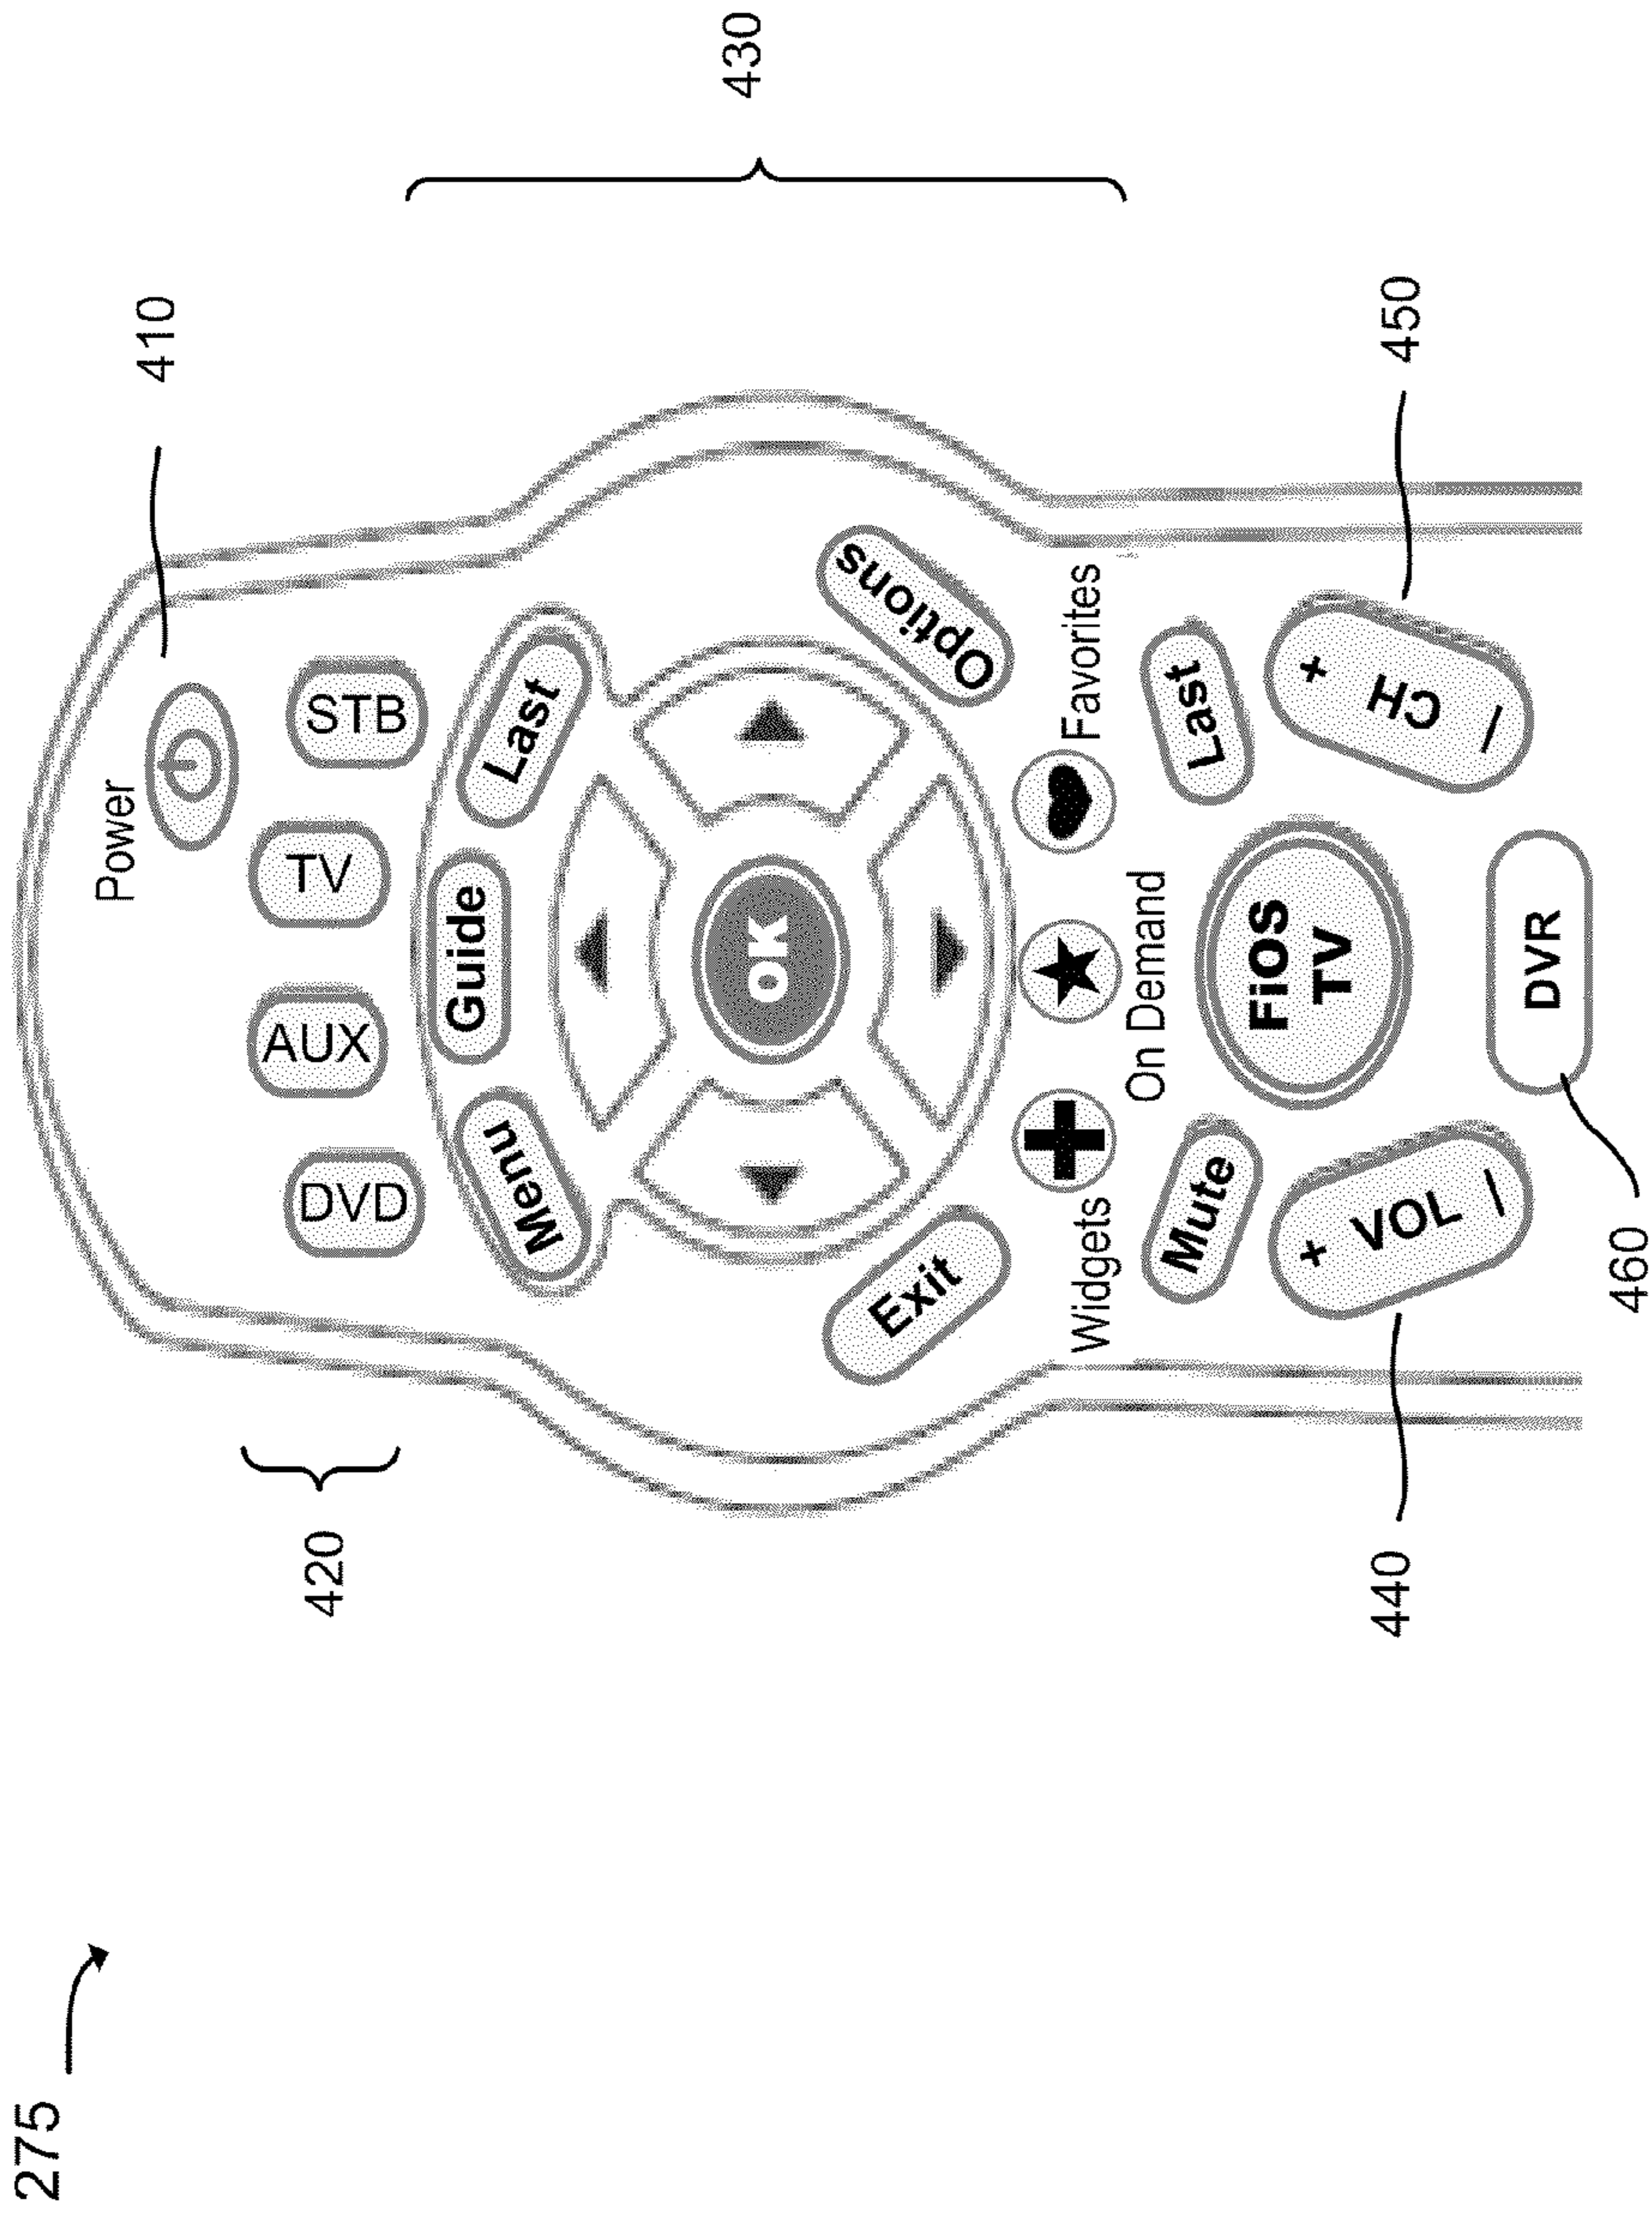 275
Power
410
420
DVD
AUX
TV
STB
430
Menu
Guide
Last
OK
Exit
Options
Widgets
On Demand
Favorites
Mute
FiOS
TV
Last
440
+
VOL
–
+
CH
–
450
DVR
460